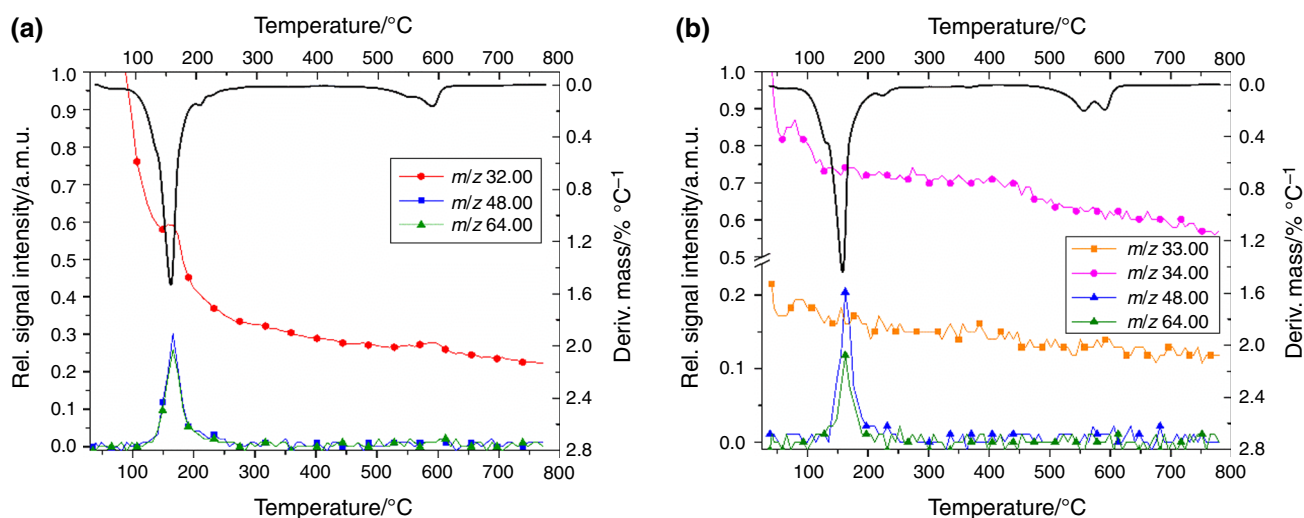 (a)
Temperature/°C
100 200 300 400 500 600 700 800
1.0
0.9
0.8
0.7
0.6
0.5
0.4
0.3
0.2
0.1
0.0
Rel. signal intensity/a.m.u.
m/z 32.00
m/z 48.00
m/z 64.00
0.0
0.4
0.6
0.8
1.2
1.6
2.0
2.4
2.8
Deriv. mass/% °C⁻¹
100 200 300 400 500 600 700 800
Temperature/°C
(b)
Temperature/°C
100 200 300 400 500 600 700 800
1.0
0.9
0.8
0.7
0.6
0.5
0.2
0.1
0.0
Rel. signal intensity/a.m.u.
m/z 33.00
m/z 34.00
m/z 48.00
m/z 64.00
0.0
0.4
0.6
0.8
1.2
1.6
2.0
2.4
2.8
Deriv. mass/% °C⁻¹
100 200 300 400 500 600 700 800
Temperature/°C